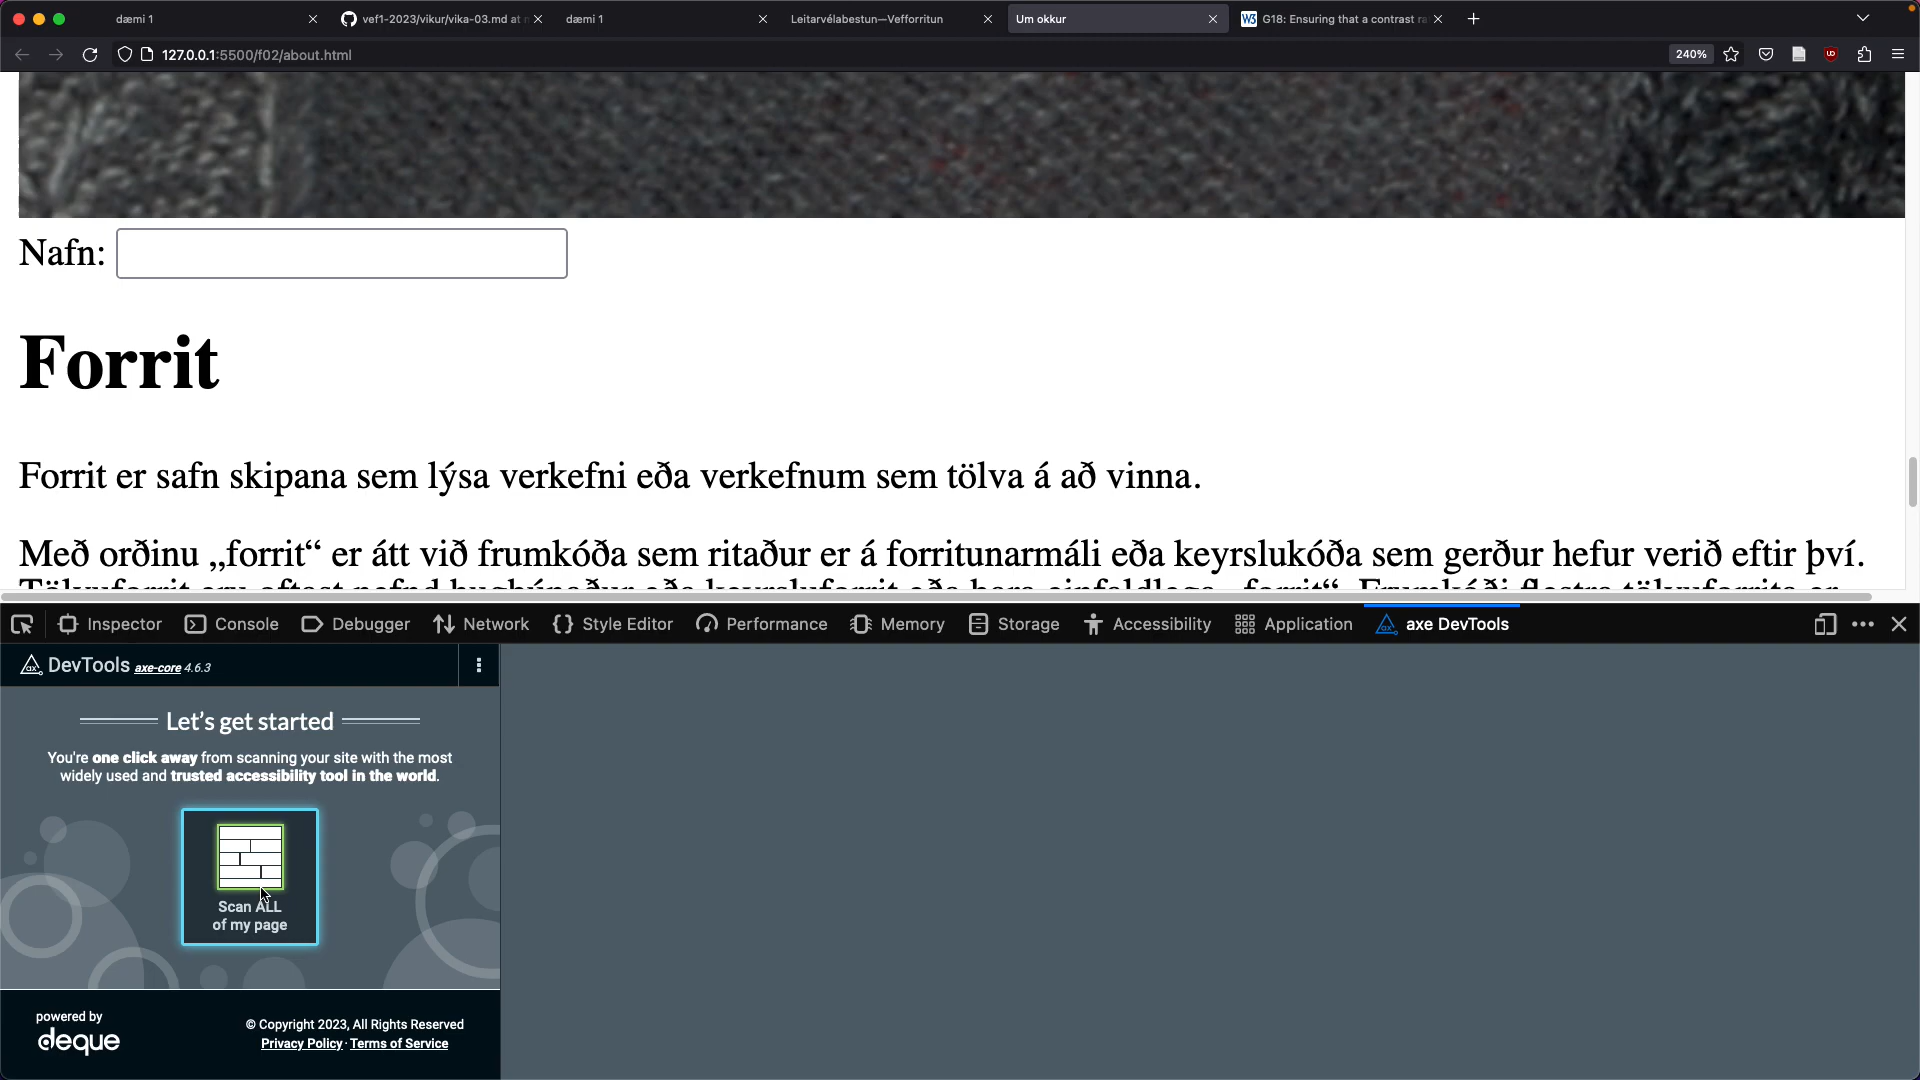 dæmi 1
vef1-2023/vikur/vika-03.md at
dæmi 1
Leitarvélabestun—Vefforritun
Um okkur
G18: Ensuring that a contrast
127.0.0.1:5500/f02/about.html
240%
Nafn:
Forrit
Forrit er safn skipana sem lýsa verkefni eða verkefnum sem tölva á að vinna.
Með orðinu „forrit“ er átt við frumkóða sem ritaður er á forritunarmáli eða keyrslukóða sem gerður hefur verið eftir því.
Inspector
Console
Debugger
Network
Style Editor
Performance
Memory
Storage
Accessibility
Application
axe DevTools
DevTools axe-core 4.6.3
Let's get started
You're one click away from scanning your site with the most
widely used and trusted accessibility tool in the world.
Scan ALL
of my page
powered by
deque
© Copyright 2023, All Rights Reserved
Privacy Policy · Terms of Service